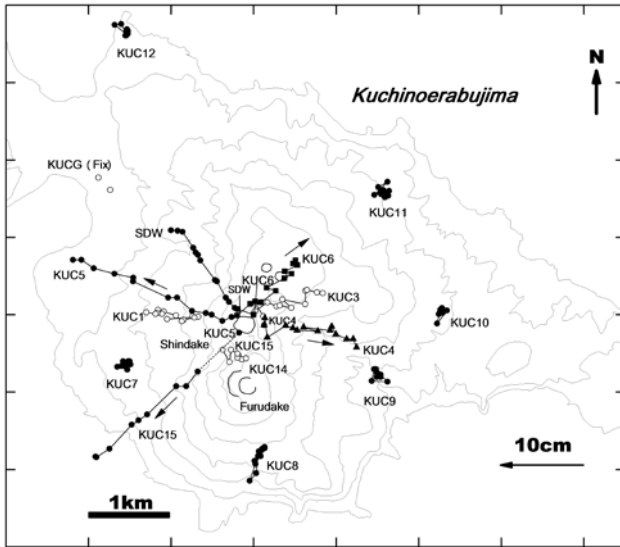 KUC12
N
Kuchinoerabujima
KUCG (Fix)
KUC11
SDW
KUC6
KUC5
KUC6
SDW
KUC3
KUC1
KUC4
KUC10
KUC5
Shindake
KUC15
KUC4
KUC14
KUC7
KUC9
Furudake
KUC15
10cm
KUC8
1km